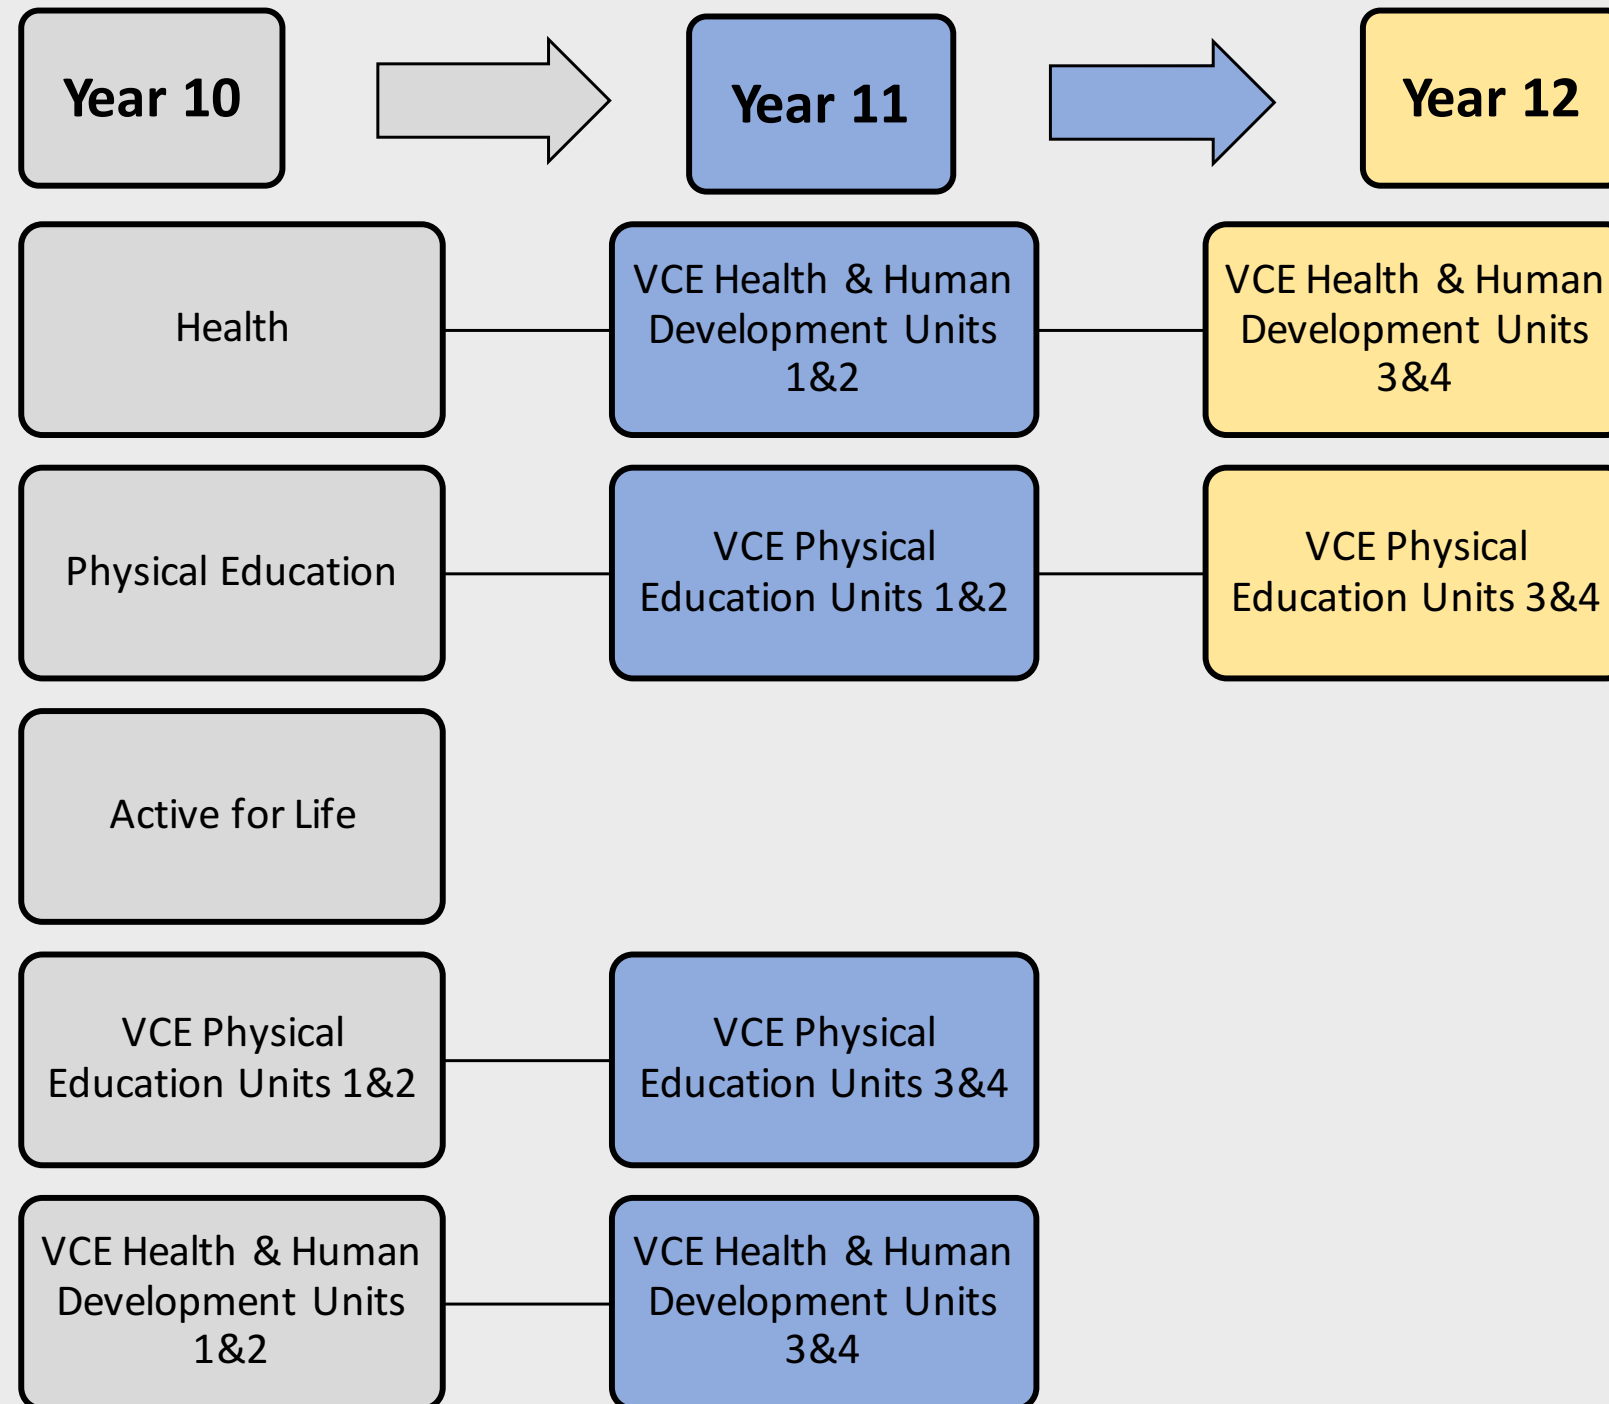 Year 10
Year 11
Year 12
Health
VCE Health & Human
Development Units
1&2
VCE Health & Human
Development Units
3&4
Physical Education
VCE Physical
Education Units 1&2
VCE Physical
Education Units 3&4
Active for Life
VCE Physical
Education Units 1&2
VCE Physical
Education Units 3&4
VCE Health & Human
Development Units
1&2
VCE Health & Human
Development Units
3&4